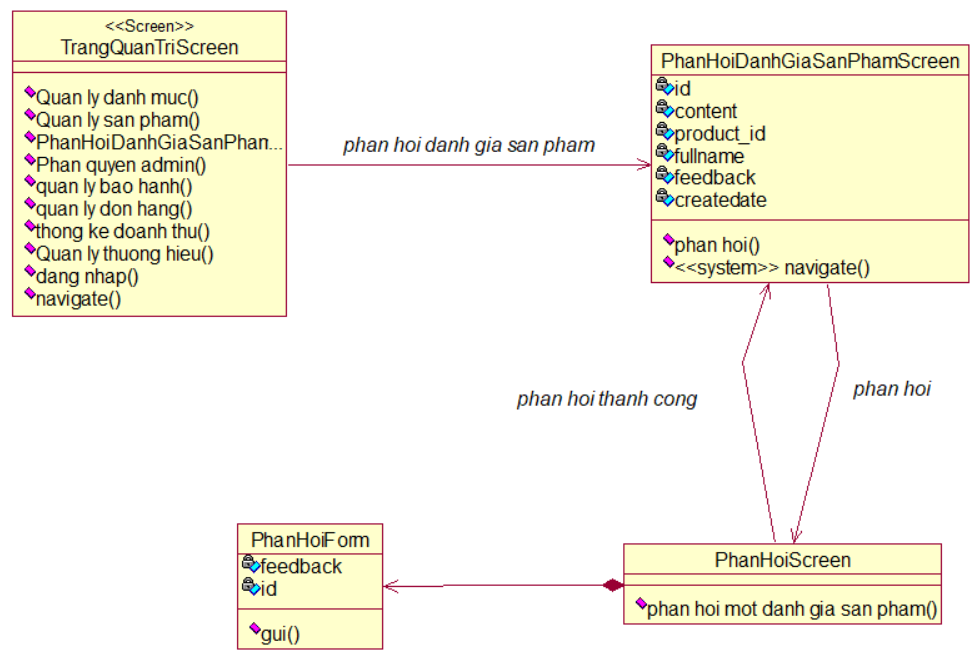 <<Screen>>
TrangQuanTriScreen
Quan ly danh muc()
Quan ly san pham()
PhanHoiDanhGiaSanPhan...
Phan quyen admin()
quan ly bao hanh()
quan ly don hang()
thong ke doanh thu()
Quan ly thuong hieu()
dang nhap()
navigate()
phan hoi danh gia san pham
PhanHoiDanhGiaSanPhamScreen
id
content
product_id
fullname
feedback
createdate
phan hoi()
<<system>> navigate()
phan hoi thanh cong
phan hoi
PhanHoiForm
feedback
id
gui()
PhanHoiScreen
phan hoi mot danh gia san pham()